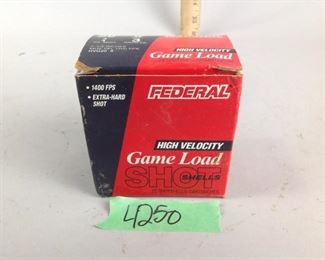 HIGH VELOCITY
Game Load
• 1400 FPS
• EXTRA-HARD
SHOT
FEDERAL
HIGH VELOCITY
Game Load
SHOT
SHELLS
4250